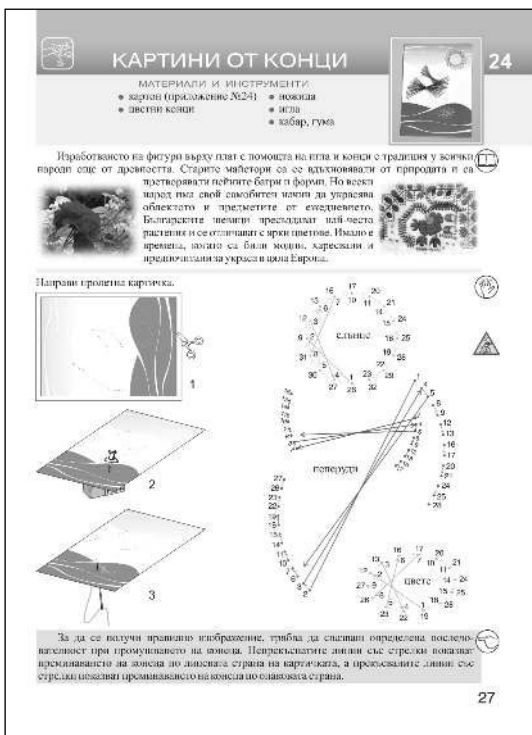 КАРТИНИ ОТ КОНЦИ
24
МАТЕРИАЛИ И ИНСТРУМЕНТИ
• картон (приложение №24)
• цветни конци
• ножица
• игла
• кабар, гума
Изработването на фигури върху плат с помощта на игла и конци е традиция у всички
народи още от древността. Старите майстори са се вдъхновявали от природата и са
претворявали нейните багри и форми. Но всеки
народ има свой самобитен начин да украсява
облеклото и предметите от ежедневието.
Българските шевици пресъздават най-често
растения и се отличават с ярки цветове. Имало е
времена, когато са били модни, харесвани и
предпочитани за украса в цяла Европа.
Направи пролетна картичка.
1
2
3
слънце
пеперуди
цвете
За да се получи правилно изображение, трябва да спазваш определена последо-
вателност при промушването на конеца. Непрекъснатите линии със стрелки показват
преминаването на конеца по лицевата страна на картичката, а прекъсваните линии със
стрелки показват преминаването на конеца по опаковата страна.
27